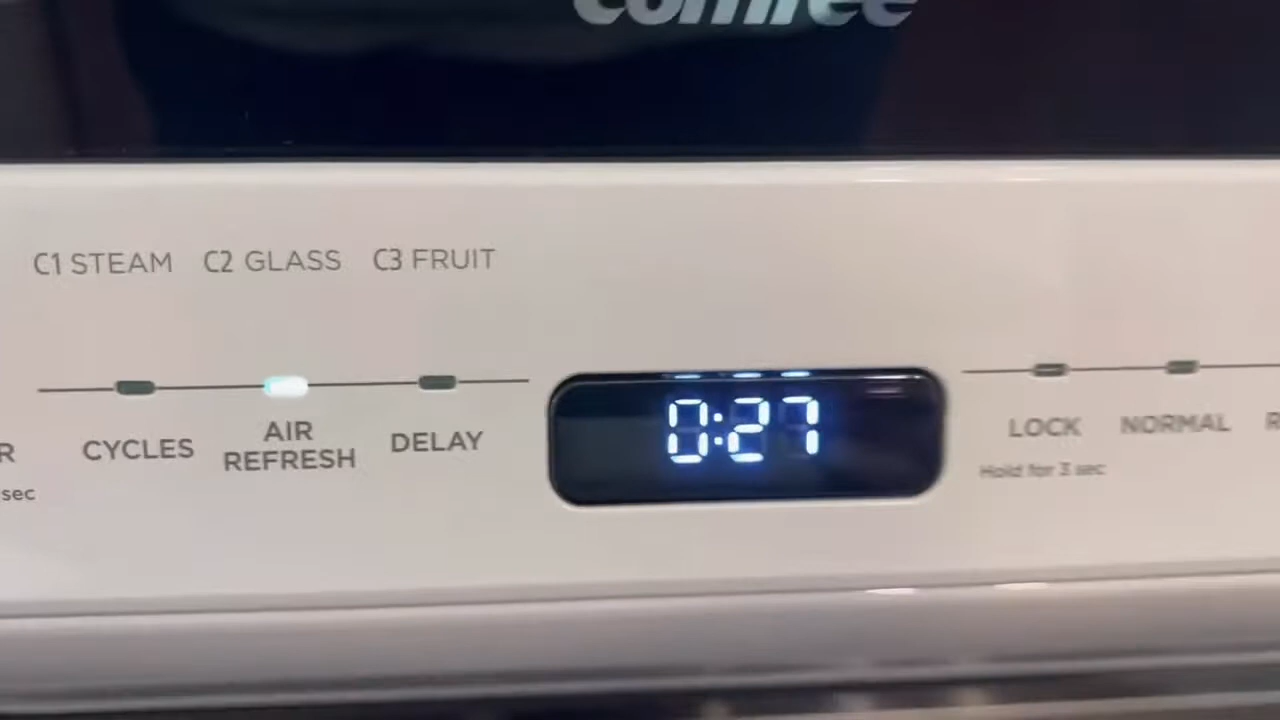 comfee
C1 STEAM C2 GLASS C3 FRUIT
CYCLES AIR REFRESH DELAY 0:27 LOCK NORMAL
sec Hold for 3 sec